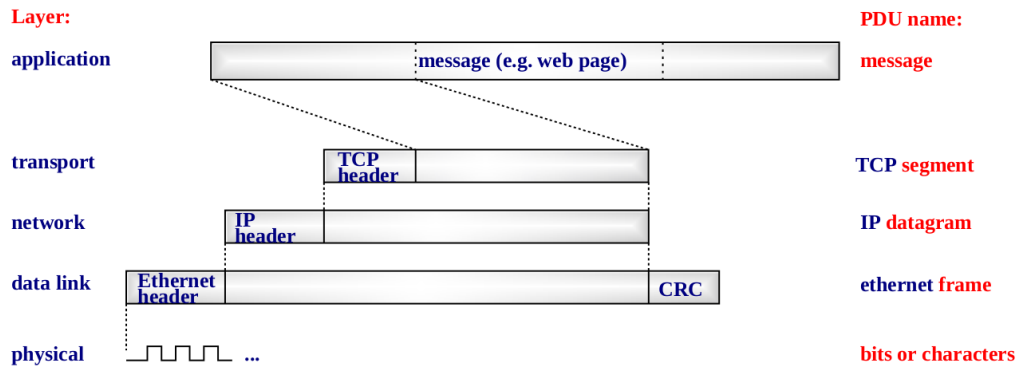 Layer:
PDU name:
application
message (e.g. web page)
message
transport
TCP
header
TCP segment
network
IP
header
IP datagram
data link
Ethernet
header
CRC
ethernet frame
physical
...
bits or characters